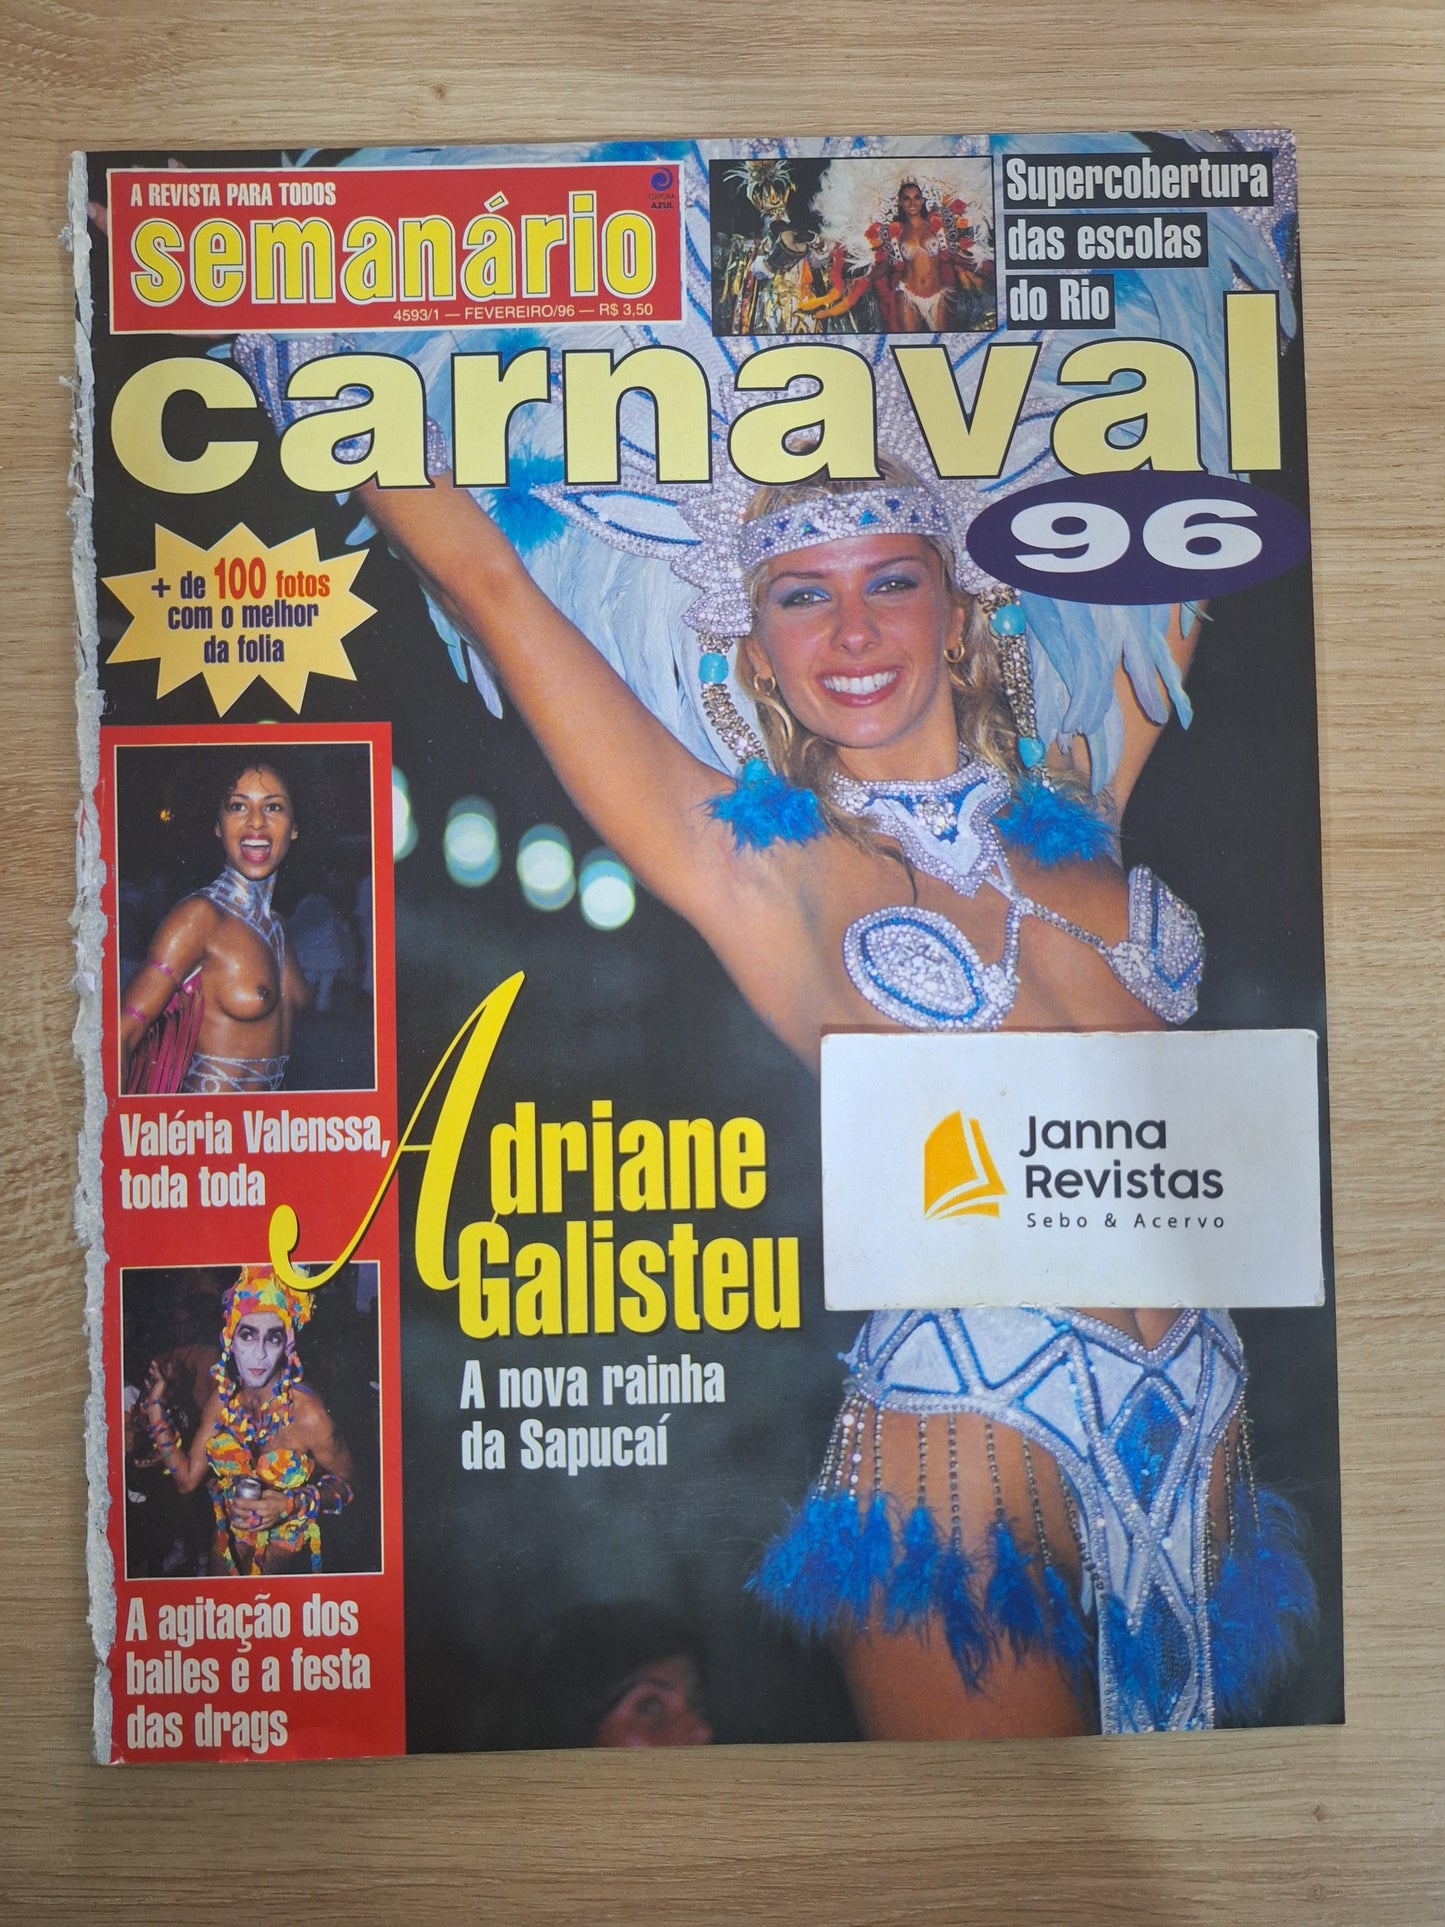 A REVISTA PARA TODOS
semanário
EDITORA
AZUL
4593/1 — FEVEREIRO/96 — R$ 3,50
Supercobertura
das escolas
do Rio
carnaval
96
+ de 100 fotos
com o melhor
da folia
Valéria Valenssa,
toda toda
Adriane
Galisteu
A nova rainha
da Sapucaí
Janna
Revistas
Sebo & Acervo
A agitação dos
bailes e a festa
das drags